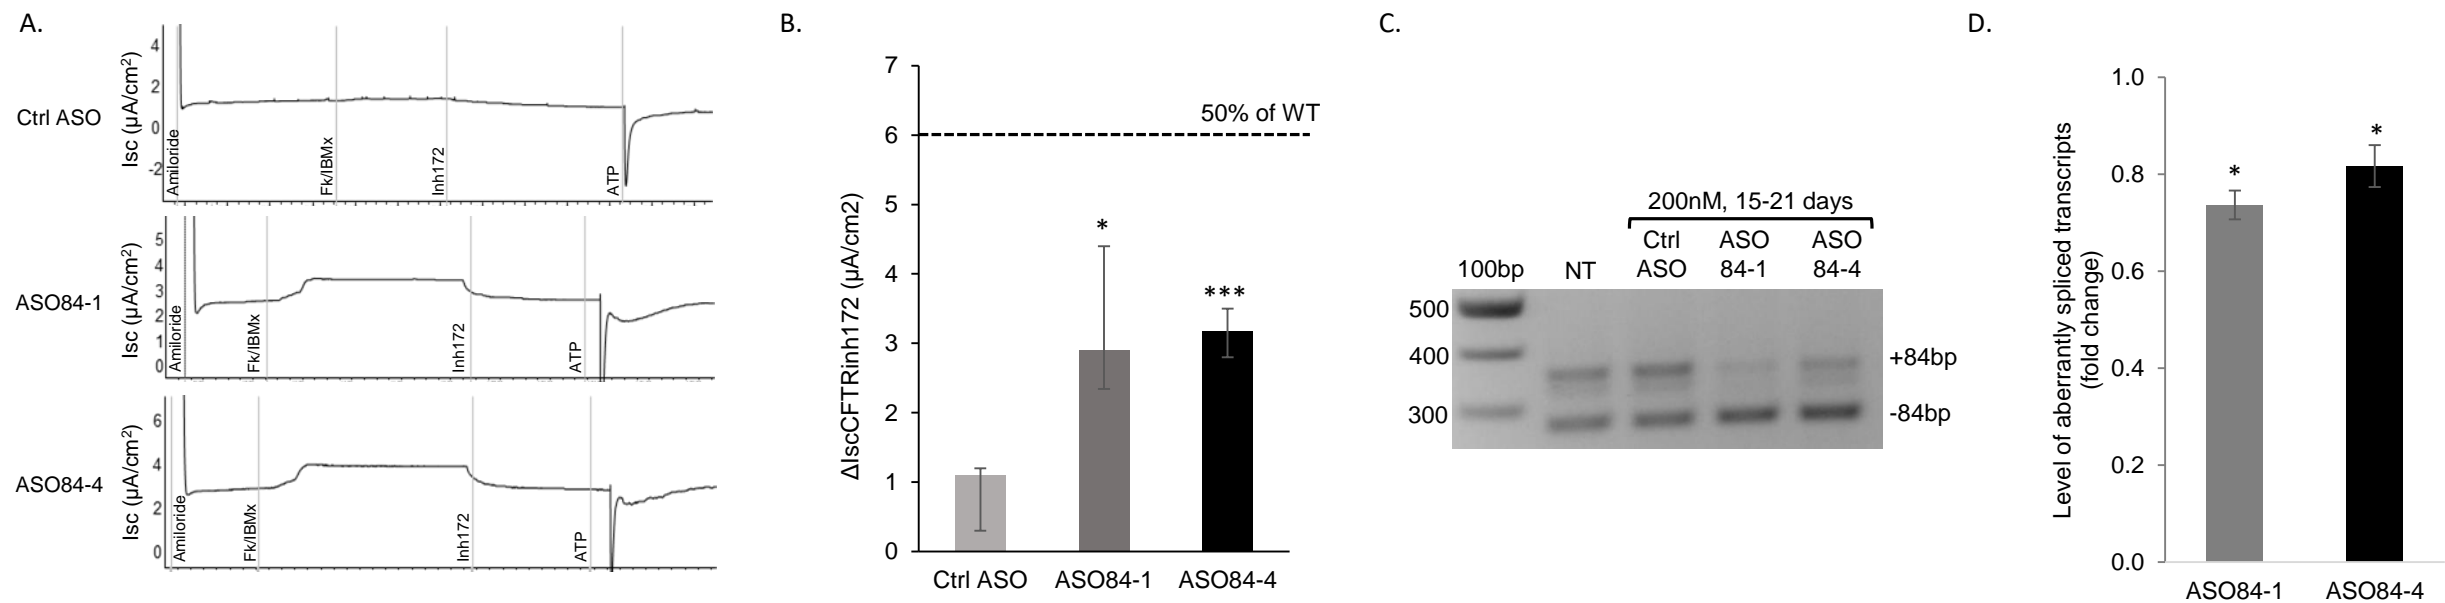 A.
Ctrl ASO
Isc (µA/cm2)
4
2
0
-2
Amiloride
Fk/IBMx
Inh172
ATP
ASO84-1
Isc (µA/cm2)
5
4
3
2
1
0
Amiloride
Fk/IBMx
Inh172
ATP
ASO84-4
Isc (µA/cm2)
6
4
2
0
Amiloride
Fk/IBMx
Inh172
ATP
B.
ΔIscCFTRinh172 (µA/cm2)
7
6
5
4
3
2
1
0
50% of WT
*
***
Ctrl ASO ASO84-1 ASO84-4
C.
200nM, 15-21 days
Ctrl ASO ASO
100bp NT ASO 84-1 84-4
500
400
300
+84bp
-84bp
D.
Level of aberrantly spliced transcripts
(fold change)
1.0
0.8
0.6
0.4
0.2
0.0
*
*
ASO84-1 ASO84-4